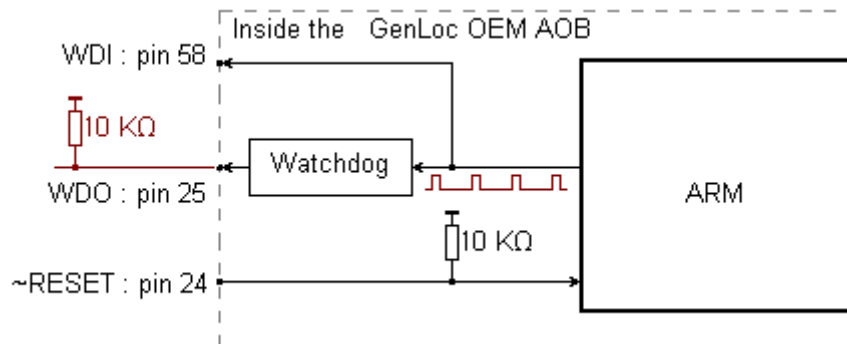 Inside the GenLoc OEM AOB
WDI : pin 58
10 KΩ
Watchdog
WDO : pin 25
ARM
10 KΩ
~RESET : pin 24